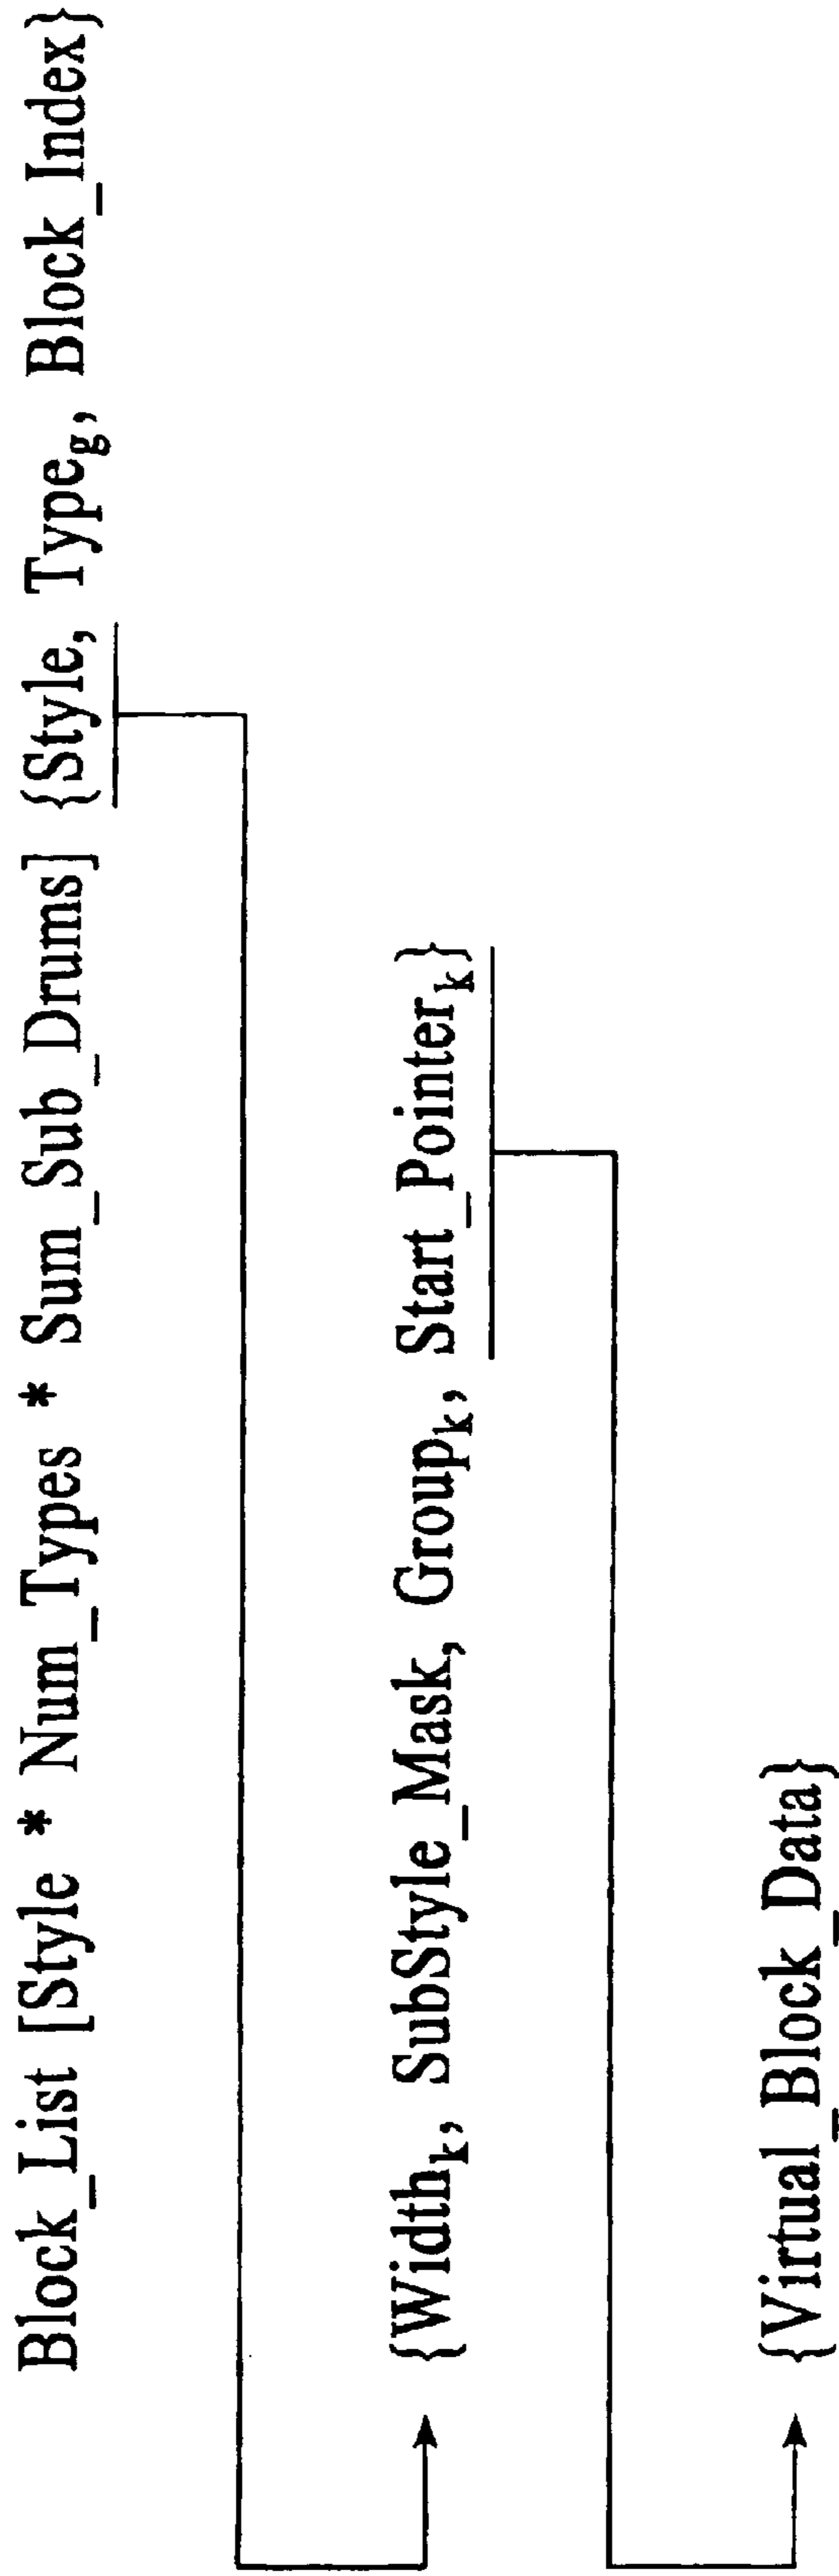 Block_List [Style * Num_Types * Sum_Sub_Drums] {Style, Type_g, Block_Index}
{Width_k, SubStyle_Mask, Group_k, Start_Pointer_k}
{Virtual_Block_Data}